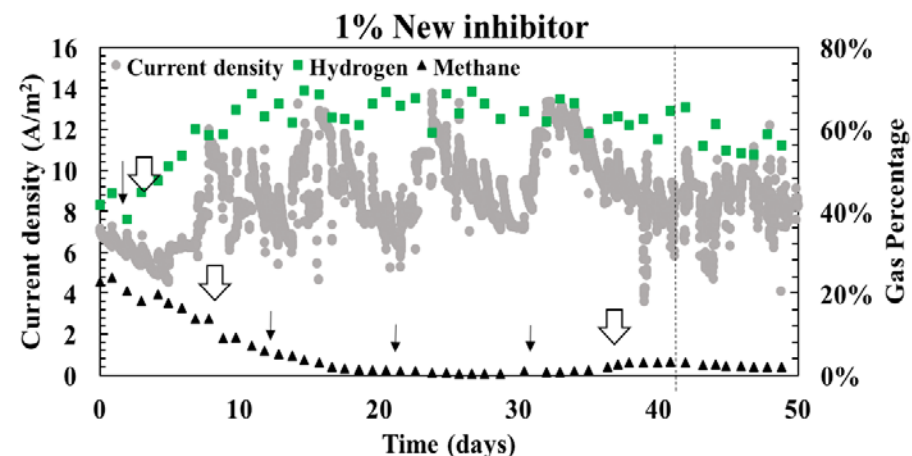 1% New inhibitor
Current density Hydrogen Methane
Current density (A/m²)
16
14
12
10
8
6
4
2
0
80%
60%
40%
20%
0%
Gas Percentage
0 10 20 30 40 50
Time (days)